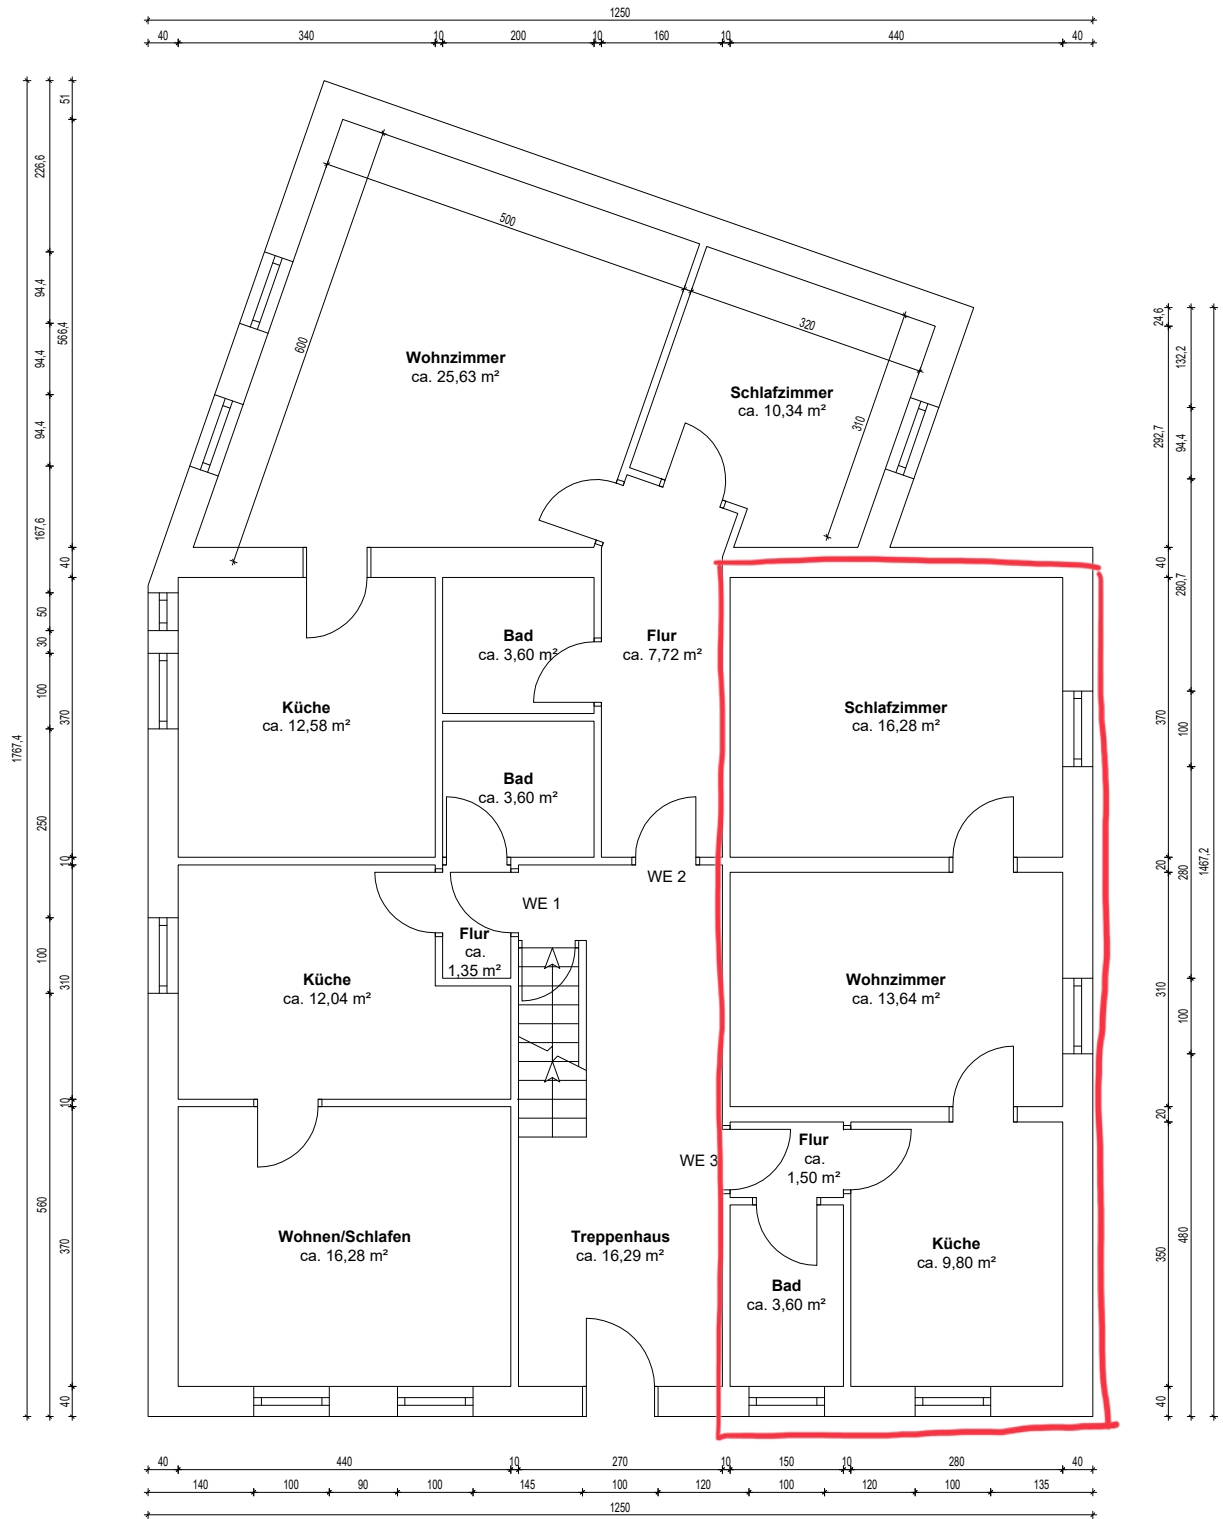 1250
40 340 10 200 10 160 10 440 40
51
226,6
94,4
566,4
94,4
94,4
167,6
40
50
30
100
370
1767,4
250
10
100
310
10
560
370
40
500
600
320
310
Wohnzimmer
ca. 25,63 m²
Schlafzimmer
ca. 10,34 m²
Bad
ca. 3,60 m²
Flur
ca. 7,72 m²
Küche
ca. 12,58 m²
Schlafzimmer
ca. 16,28 m²
Bad
ca. 3,60 m²
WE 2
WE 1
Flur
ca.
1,35 m²
Küche
ca. 12,04 m²
Wohnzimmer
ca. 13,64 m²
WE 3
Flur
ca.
1,50 m²
Wohnen/Schlafen
ca. 16,28 m²
Treppenhaus
ca. 16,29 m²
Küche
ca. 9,80 m²
Bad
ca. 3,60 m²
24,6
132,2
292,7
94,4
40
280,7
370
100
20
280
1467,2
310
100
20
480
350
40
40 440 10 270 10 150 10 280 40
140 100 90 100 145 100 120 100 120 100 135
1250